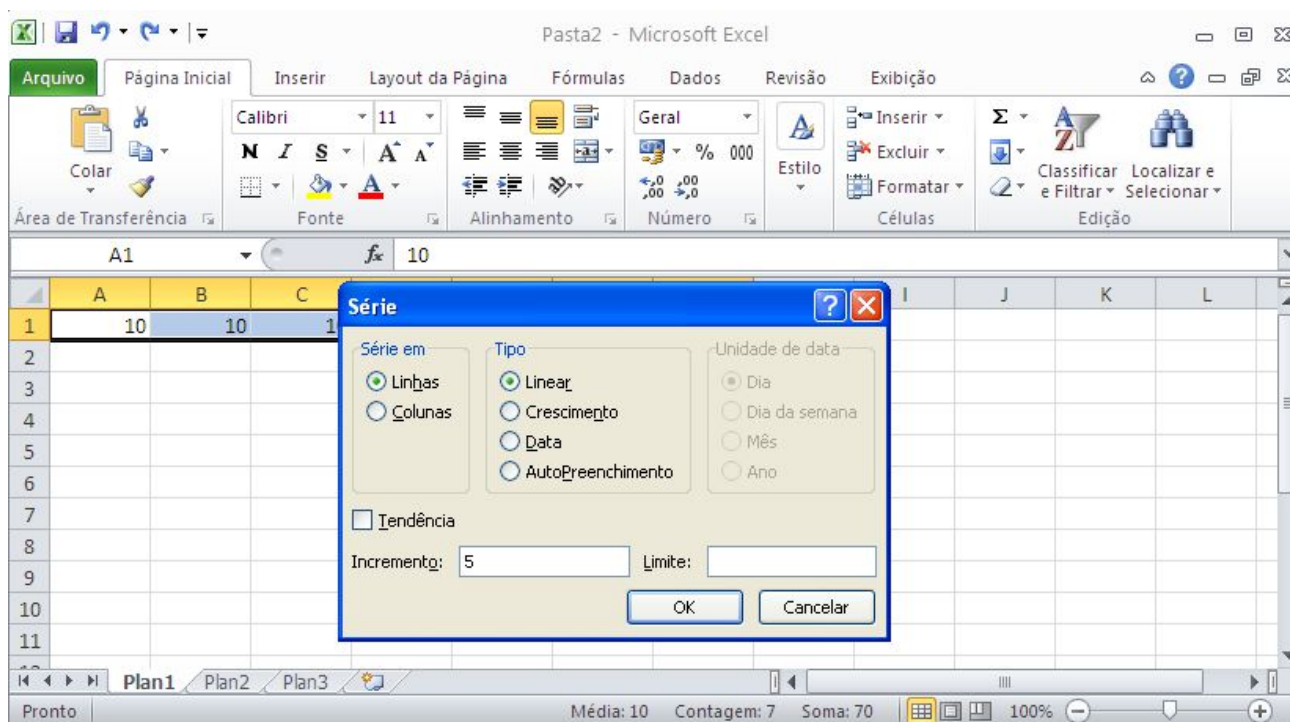 Pasta2 - Microsoft Excel
Arquivo Página Inicial Inserir Layout da Página Fórmulas Dados Revisão Exibição
Calibri 11 Geral Inserir Σ
N I S A A % 000 Excluir
Colar Estilo Classificar e Filtrar Localizar e Selecionar
,0 ,00 ,00 ,0 Formatar
Área de Transferência Fonte Alinhamento Número Células Edição
A1 fx 10
A B C I J K L
1 10 10 1
2
3
4
5
6
7
8
9
10
11
Série
Série em
Linhas
Colunas
Tipo
Linear
Crescimento
Data
AutoPreenchimento
Unidade de data
Dia
Dia da semana
Mês
Ano
Tendência
Incremento: 5 Limite:
OK Cancelar
Plan1 Plan2 Plan3
Pronto Média: 10 Contagem: 7 Soma: 70 100%